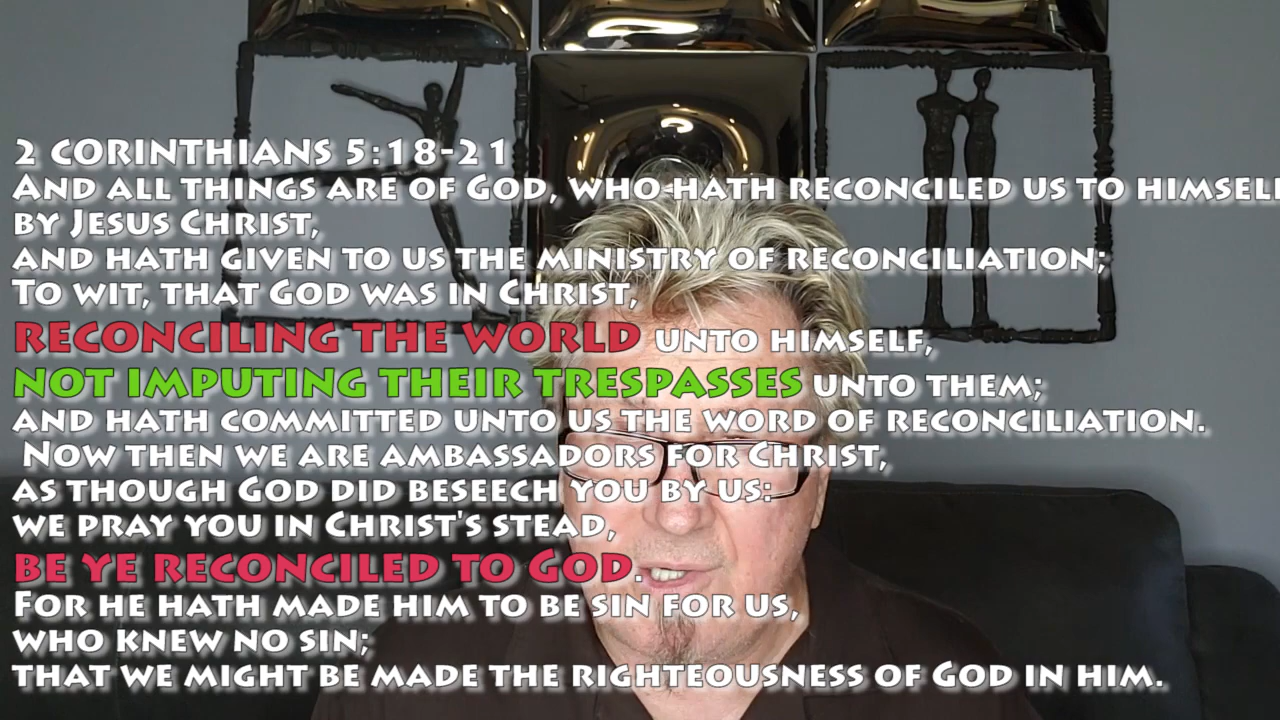 2 Corinthians 5:18-21
And all things are of God, who hath reconciled us to himsel
by Jesus Christ,
and hath given to us the ministry of reconciliation;
To wit, that God was in Christ,
reconciling the world unto himself,
not imputing their trespasses unto them;
and hath committed unto us the word of reconciliation.
Now then we are ambassadors for Christ,
as though God did beseech you by us:
we pray you in Christ's stead,
be ye reconciled to God.
For he hath made him to be sin for us,
who knew no sin;
that we might be made the righteousness of God in him.